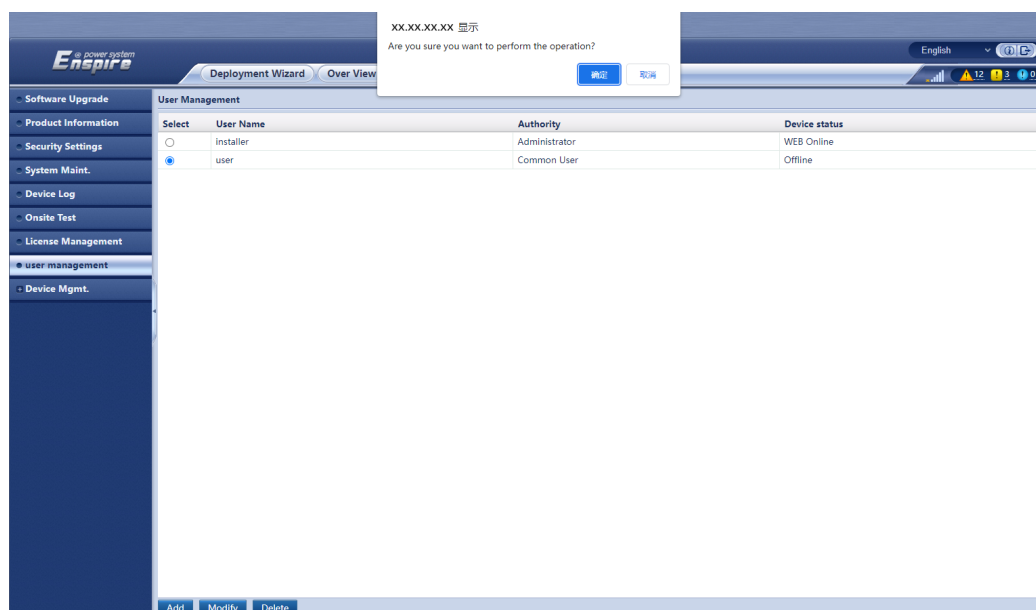 xx.xx.xx.xx 显示
Are you sure you want to perform the operation?
确定 取消
power system
Enspire
English
Deployment Wizard Over View
12 3 0
Software Upgrade
Product Information
Security Settings
System Maint.
Device Log
Onsite Test
License Management
user management
Device Mgmt.
User Management
Select User Name Authority Device status
installer Administrator WEB Online
user Common User Offline
Add Modify Delete